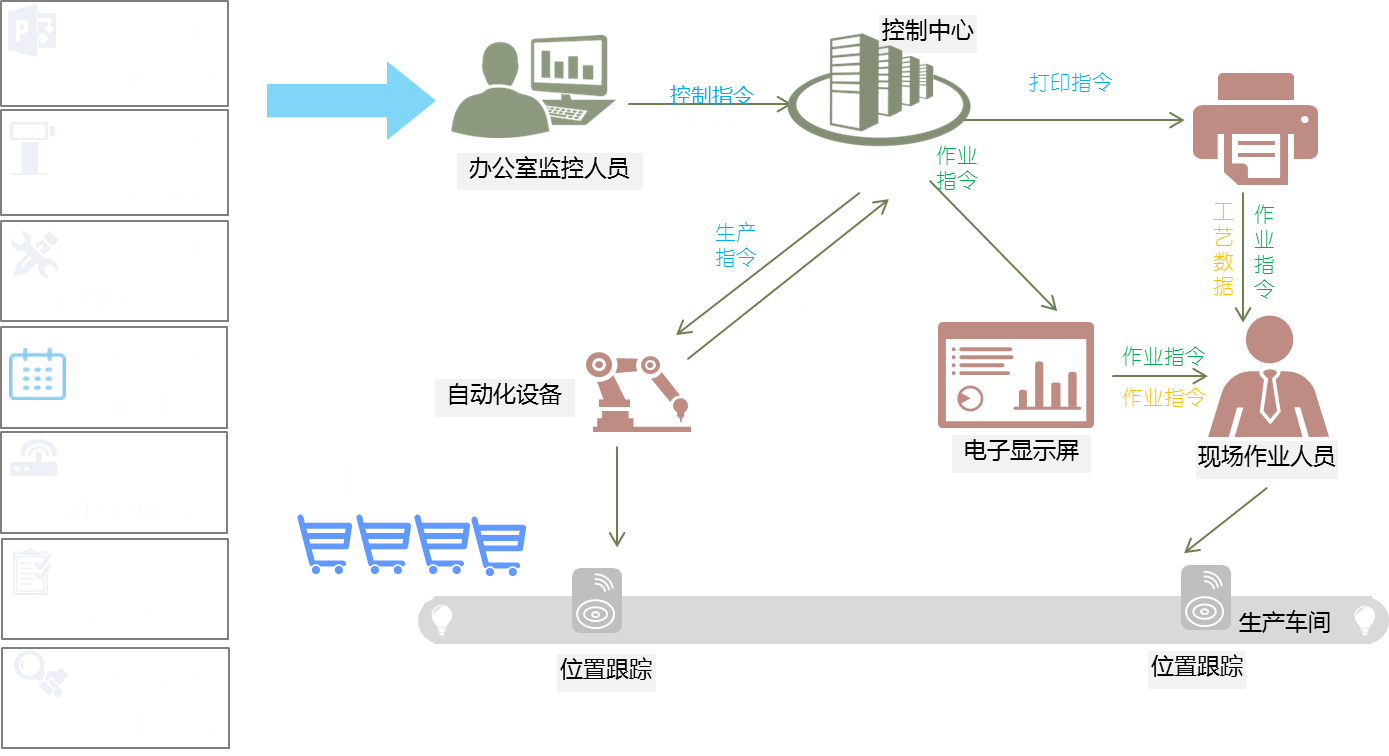 控制中心
打印指令
控制指令
办公室监控人员
作业
指令
生产
指令
工艺数据
作业指令
作业指令
作业指令
自动化设备
电子显示屏
现场作业人员
生产车间
位置跟踪
位置跟踪